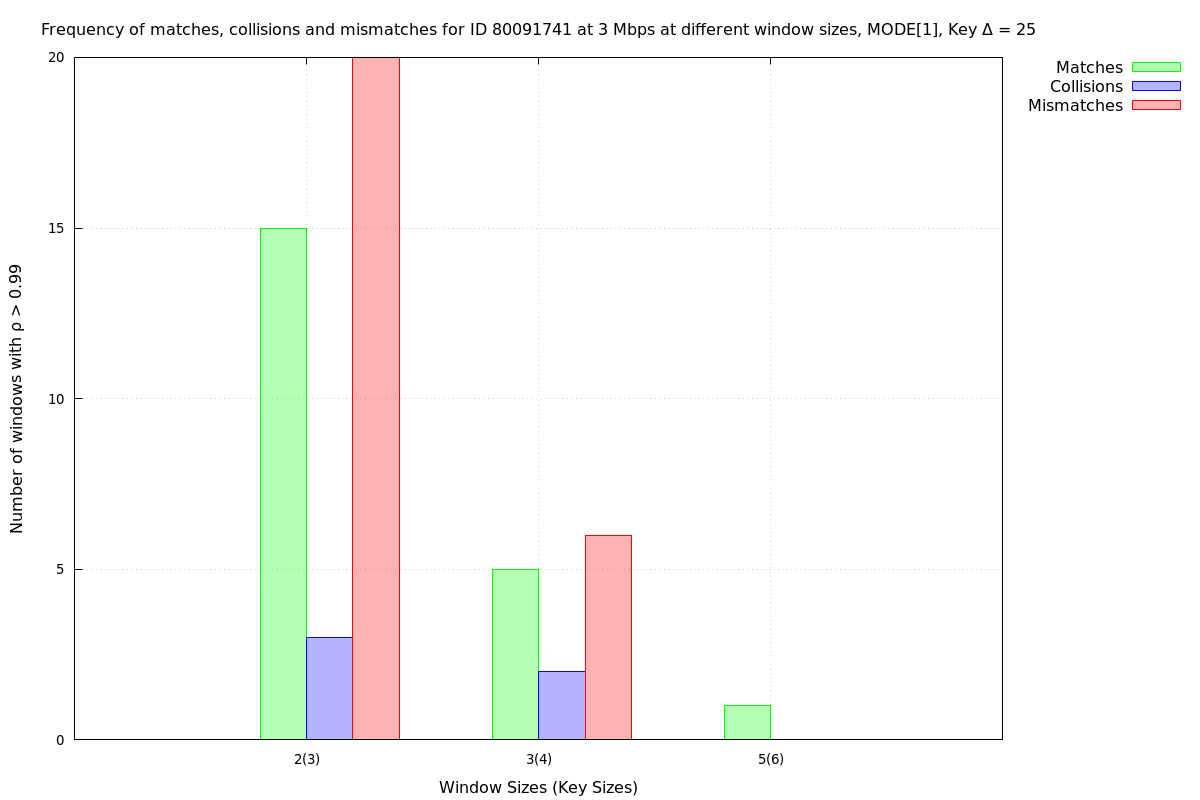 Frequency of matches, collisions and mismatches for ID 80091741 at 3 Mbps at different window sizes, MODE[1], Key Δ = 25
Matches
Collisions
Mismatches
Number of windows with ρ > 0.99
20
15
10
5
0
2(3) 3(4) 5(6)
Window Sizes (Key Sizes)